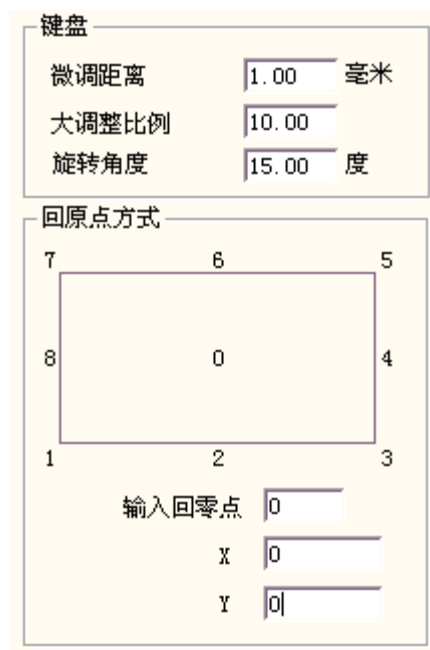 键盘
微调距离 1.00 毫米
大调整比例 10.00
旋转角度 15.00 度
回原点方式
7 6 5
8 0 4
1 2 3
输入回零点 0
X 0
Y 0